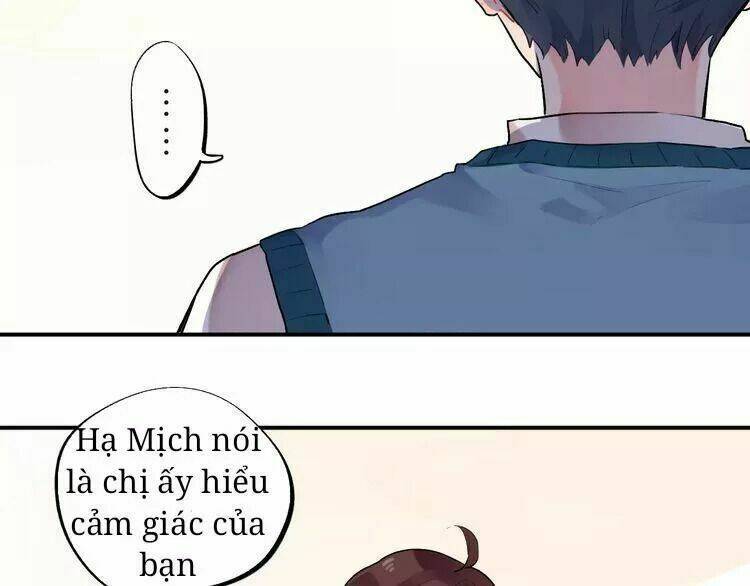 ......
Hạ Mịch nói
là chị ấy hiểu
cảm giác của
bạn